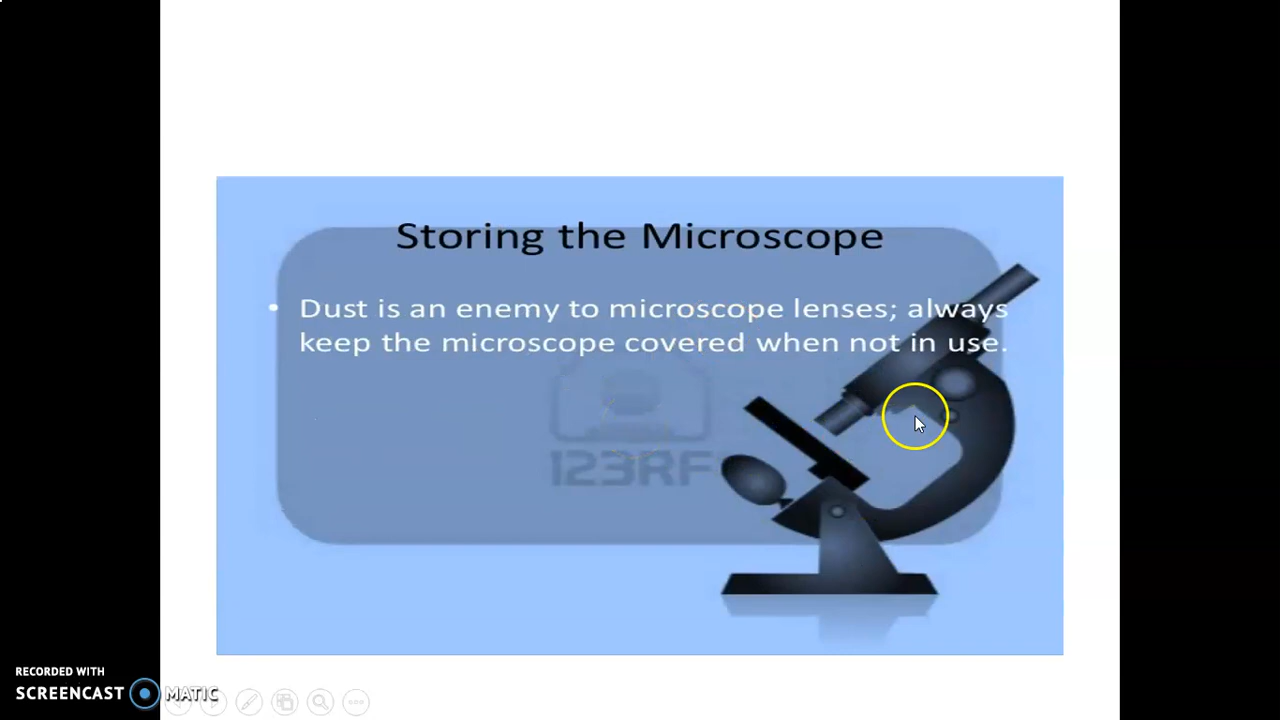 Storing the Microscope
• Dust is an enemy to microscope lenses; always
keep the microscope covered when not in use.
123RF
RECORDED WITH
SCREENCAST MATIC